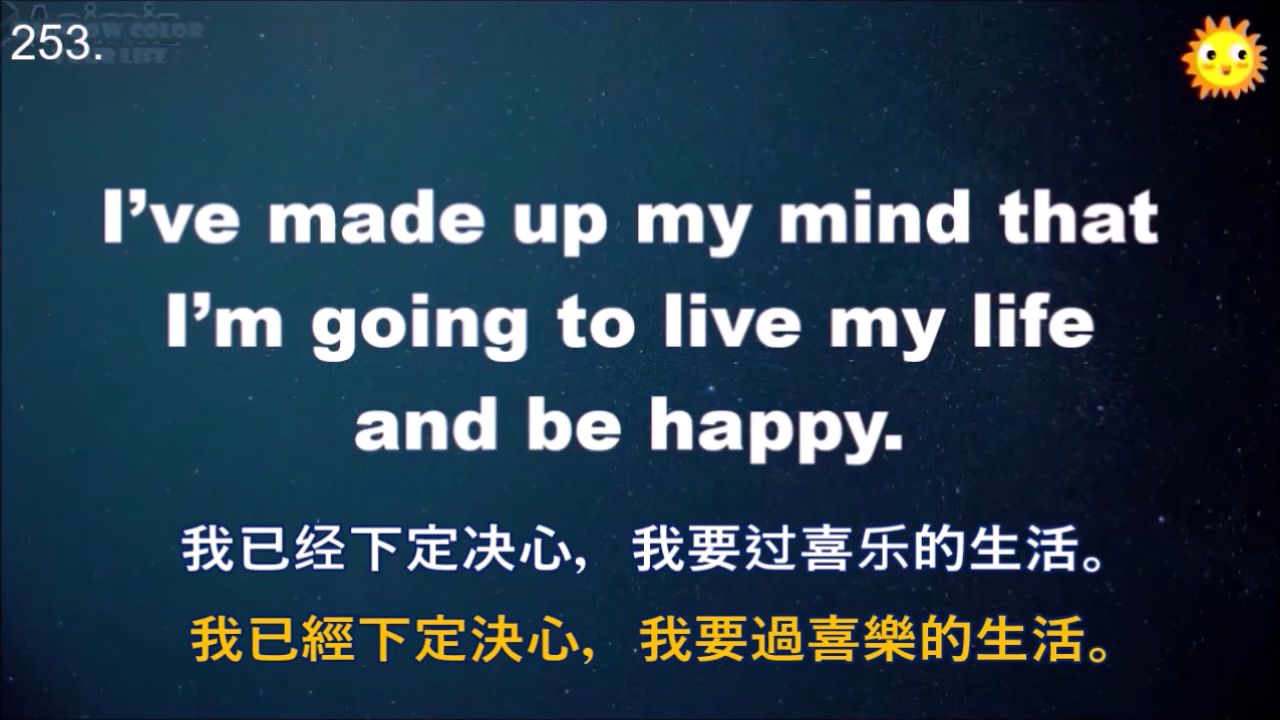 253.
I’ve made up my mind that
I’m going to live my life
and be happy.
我已经下定决心，我要过喜乐的生活。
我已經下定決心，我要過喜樂的生活。